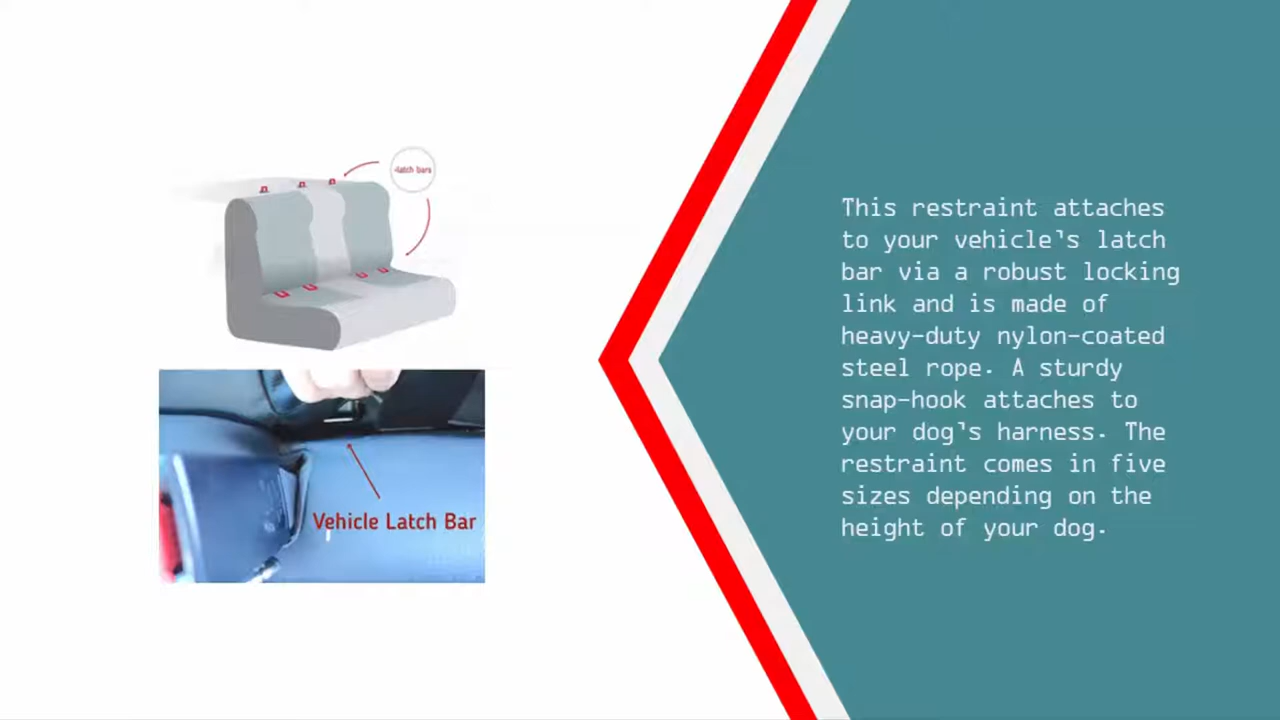 -latch bars
Vehicle Latch Bar
This restraint attaches
to your vehicle's latch
bar via a robust locking
link and is made of
heavy-duty nylon-coated
steel rope. A sturdy
snap-hook attaches to
your dog's harness. The
restraint comes in five
sizes depending on the
height of your dog.